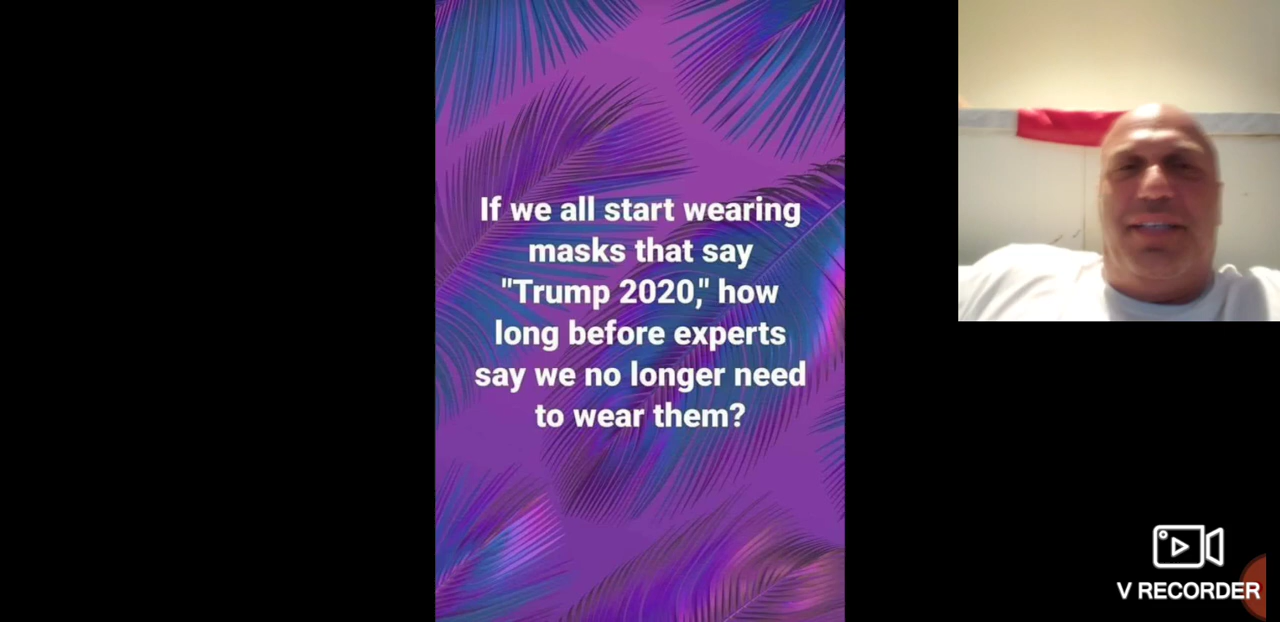 If we all start wearing
masks that say
"Trump 2020," how
long before experts
say we no longer need
to wear them?
V RECORDER